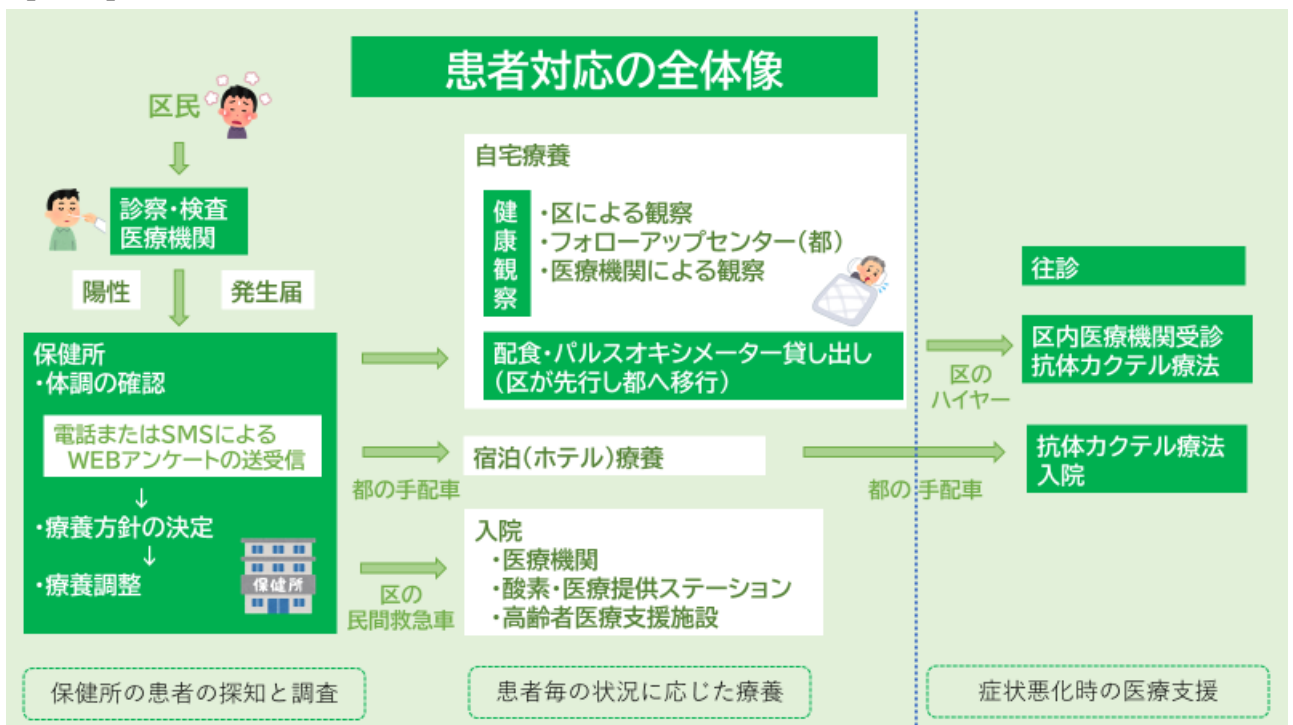 患者対応の全体像
区民
診察・検査
医療機関
陽性
発生届
保健所
・体調の確認
電話またはSMSによる
WEBアンケートの送受信
↓
・療養方針の決定
↓
・療養調整
保健所
都の手配車
区の
民間救急車
自宅療養
健康観察
・区による観察
・フォローアップセンター(都)
・医療機関による観察
配食・パルスオキシメーター貸し出し
(区が先行し都へ移行)
宿泊(ホテル)療養
入院
・医療機関
・酸素・医療提供ステーション
・高齢者医療支援施設
区の
ハイヤー
都の手配車
往診
区内医療機関受診
抗体カクテル療法
抗体カクテル療法
入院
保健所の患者の探知と調査
患者毎の状況に応じた療養
症状悪化時の医療支援